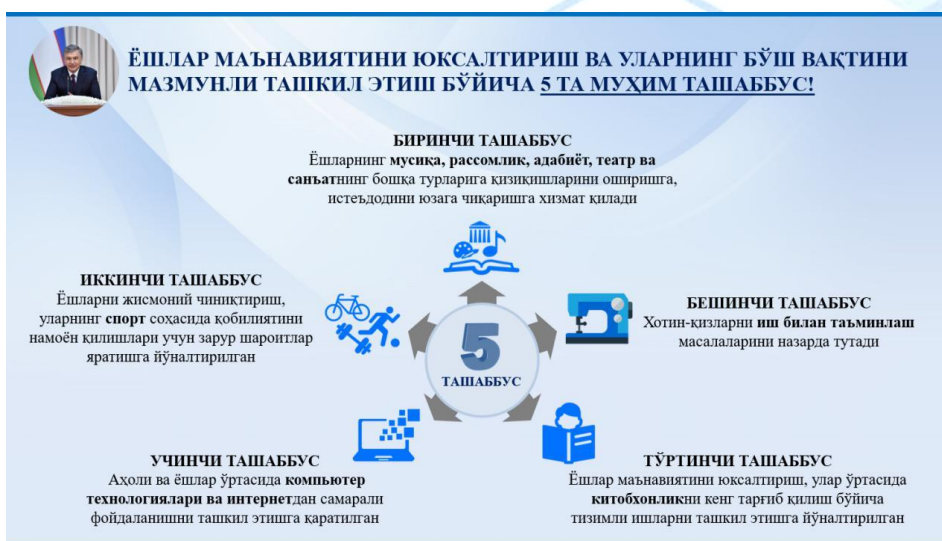 ЁШЛАР МАЪНАВИЯТИНИ ЮКСАЛТИРИШ ВА УЛАРНИНГ БЎШ ВАҚТИНИ
МАЗМУНЛИ ТАШКИЛ ЭТИШ БЎЙИЧА 5 ТА МУҲИМ ТАШАББУС!
БИРИНЧИ ТАШАББУС
Ёшларнинг мусиқа, рассомлик, адабиёт, театр ва
санъатнинг бошқа турларига қизиқишларини оширишга,
истеъдодини юзага чиқаришга хизмат қилади
ИККИНЧИ ТАШАББУС
Ёшларни жисмоний чиниқтириш,
уларнинг спорт соҳасида қобилиятини
намоён қилишлари учун зарур шароитлар
яратишга йўналтирилган
БЕШИНЧИ ТАШАББУС
Хотин-қизларни иш билан таъминлаш
масалаларини назарда тутади
5
ТАШАББУС
УЧИНЧИ ТАШАББУС
Аҳоли ва ёшлар ўртасида компьютер
технологиялари ва интернетдан самарали
фойдаланишни ташкил этишга қаратилган
ТЎРТИНЧИ ТАШАББУС
Ёшлар маънавиятини юксалтириш, улар ўртасида
китобхонликни кенг тарғиб қилиш бўйича
тизимли ишларни ташкил этишга йўналтирилган